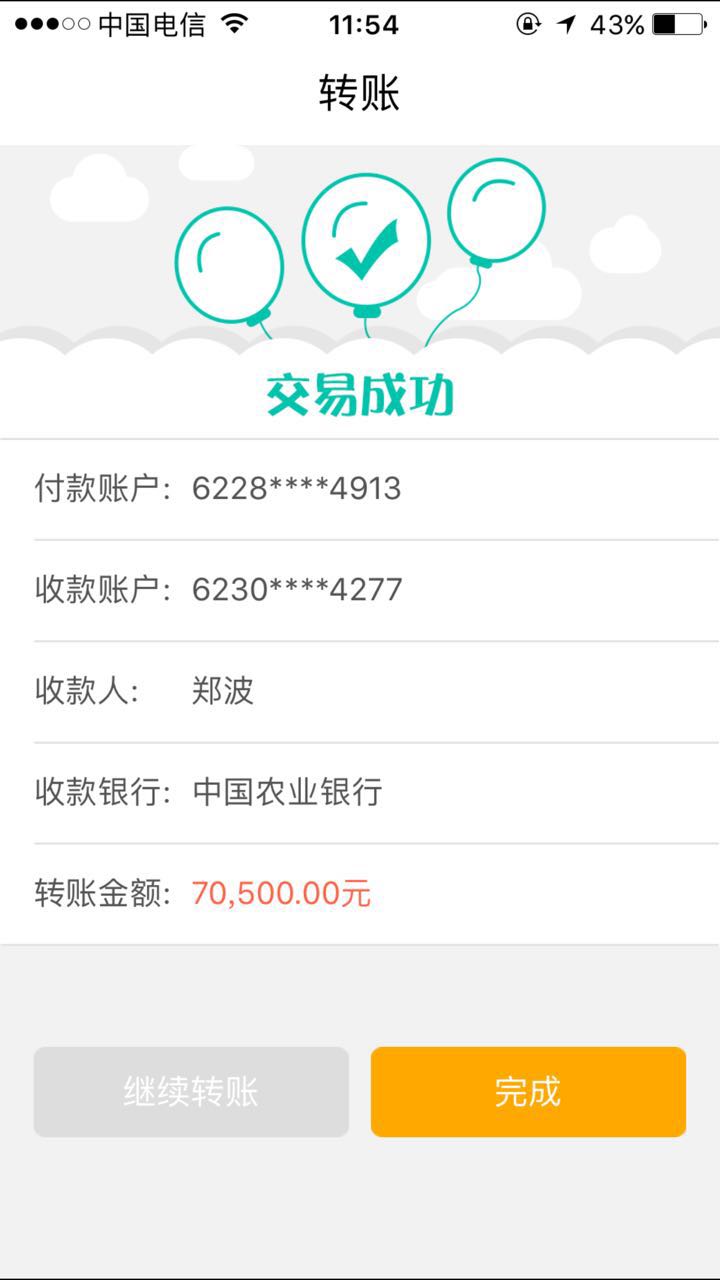 中国电信 11:54 43%
转账
交易成功
付款账户: 6228****4913
收款账户: 6230****4277
收款人: 郑波
收款银行: 中国农业银行
转账金额: 70,500.00元
继续转账 完成